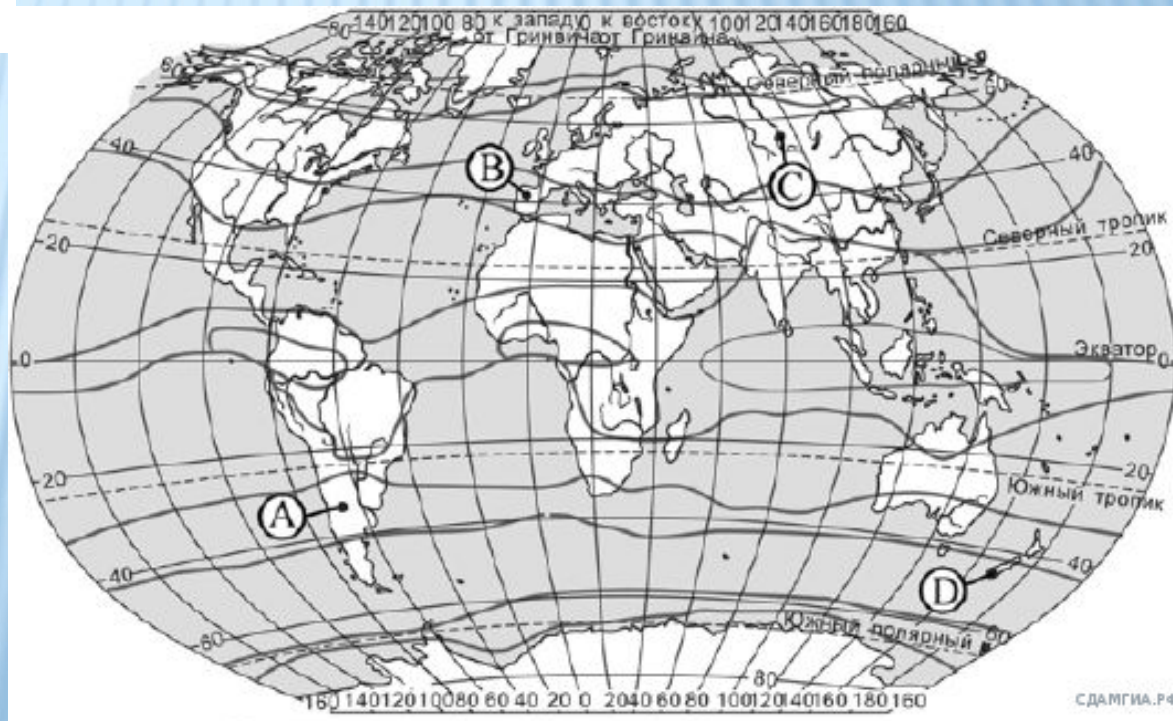 140 120 100 80 к западу 0 к востоку 100 120 140 160 180 160
80 от Гринвича от Гринвича
60 Северный полярный 60
B
40 C 40
20 Северный тропик 20
0 Экватор 0
20 20
Южный тропик
A
40 D 40
60 Южный полярный 60
80
160 140 120 100 80 60 40 20 0 20 40 60 80 100 120 140 160 180 160
СДАМГИА.РФ